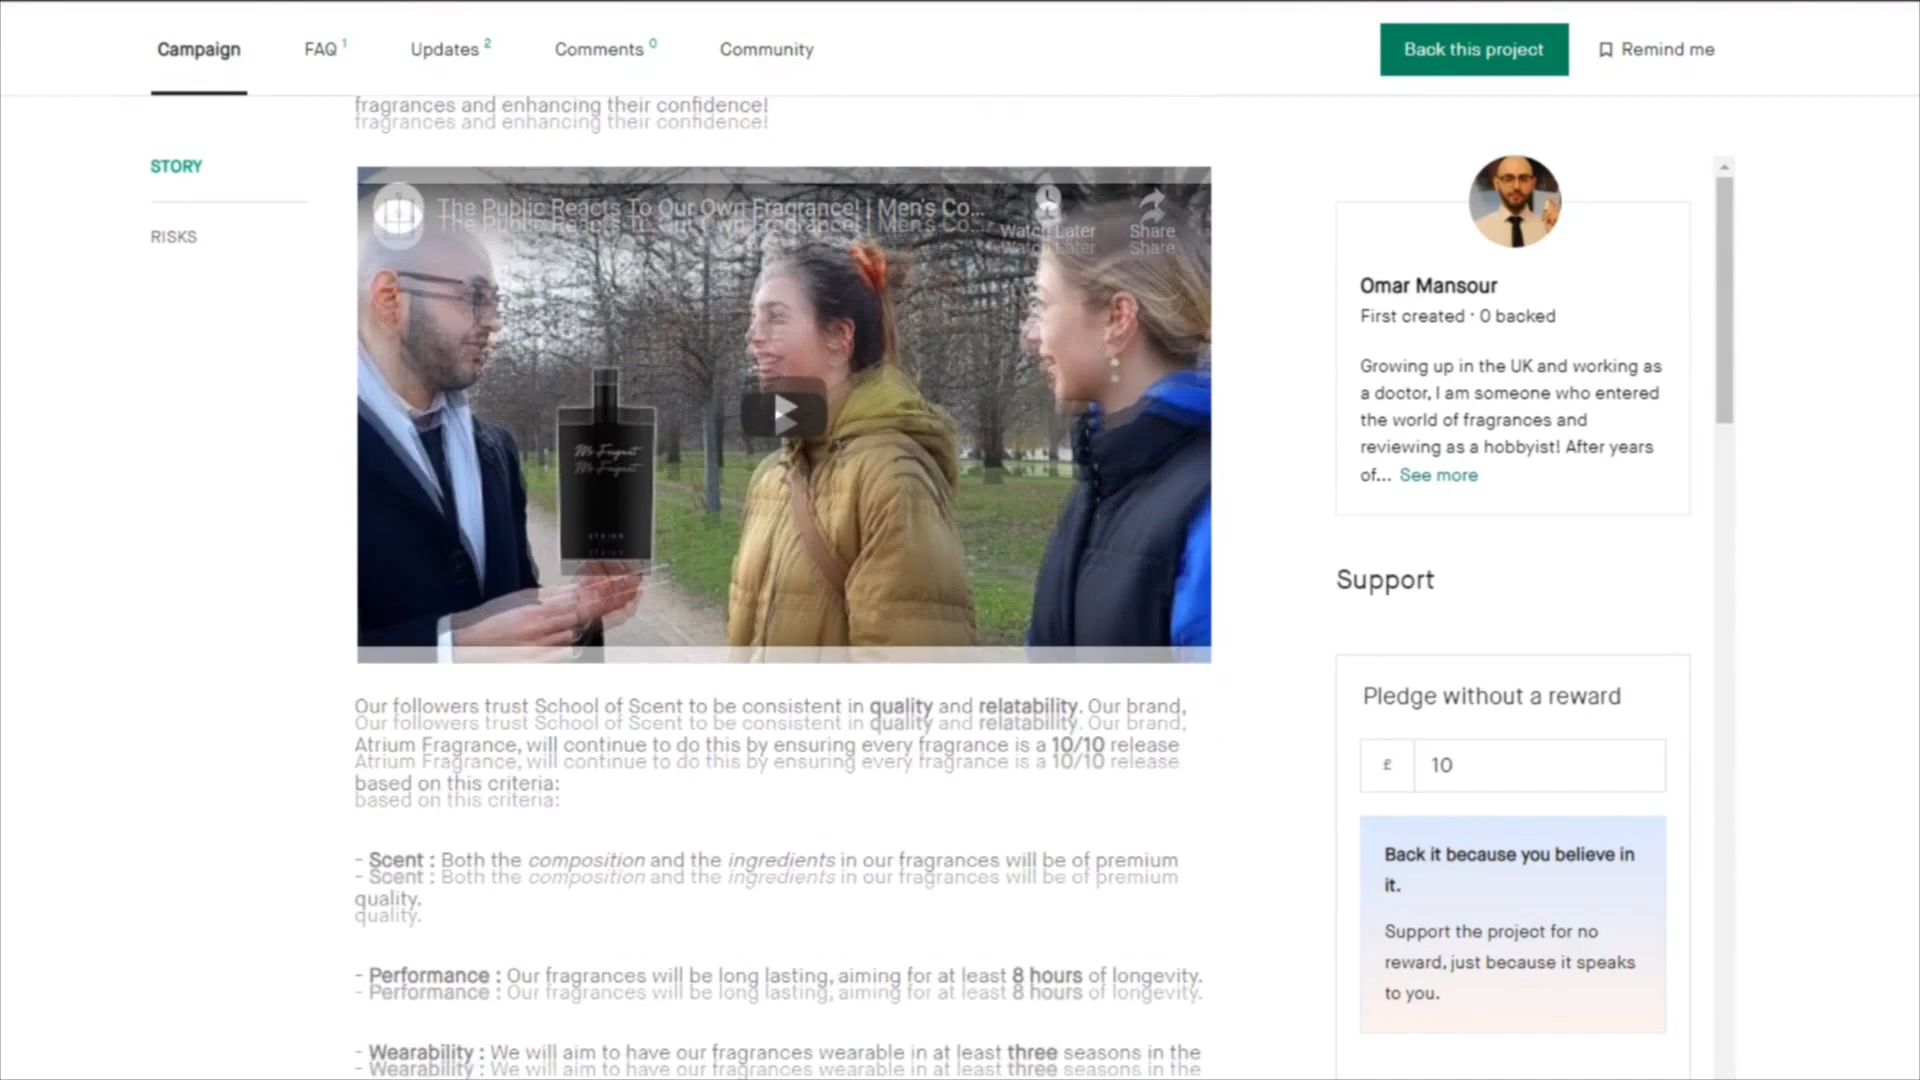 Campaign
FAQ 1
Updates 2
Comments 0
Community
Back this project
Remind me
fragrances and enhancing their confidence!
STORY
RISKS
The Public Reacts To Our Own Fragrance! | Men's Co...
Watch Later
Share
Our followers trust School of Scent to be consistent in quality and relatability. Our brand,
Atrium Fragrance, will continue to do this by ensuring every fragrance is a 10/10 release
based on this criteria:
- Scent : Both the composition and the ingredients in our fragrances will be of premium
quality.
- Performance : Our fragrances will be long lasting, aiming for at least 8 hours of longevity.
- Wearability : We will aim to have our fragrances wearable in at least three seasons in the
Omar Mansour
First created · 0 backed
Growing up in the UK and working as
a doctor, I am someone who entered
the world of fragrances and
reviewing as a hobbyist! After years
of... See more
Support
Pledge without a reward
£ 10
Back it because you believe in
it.
Support the project for no
reward, just because it speaks
to you.